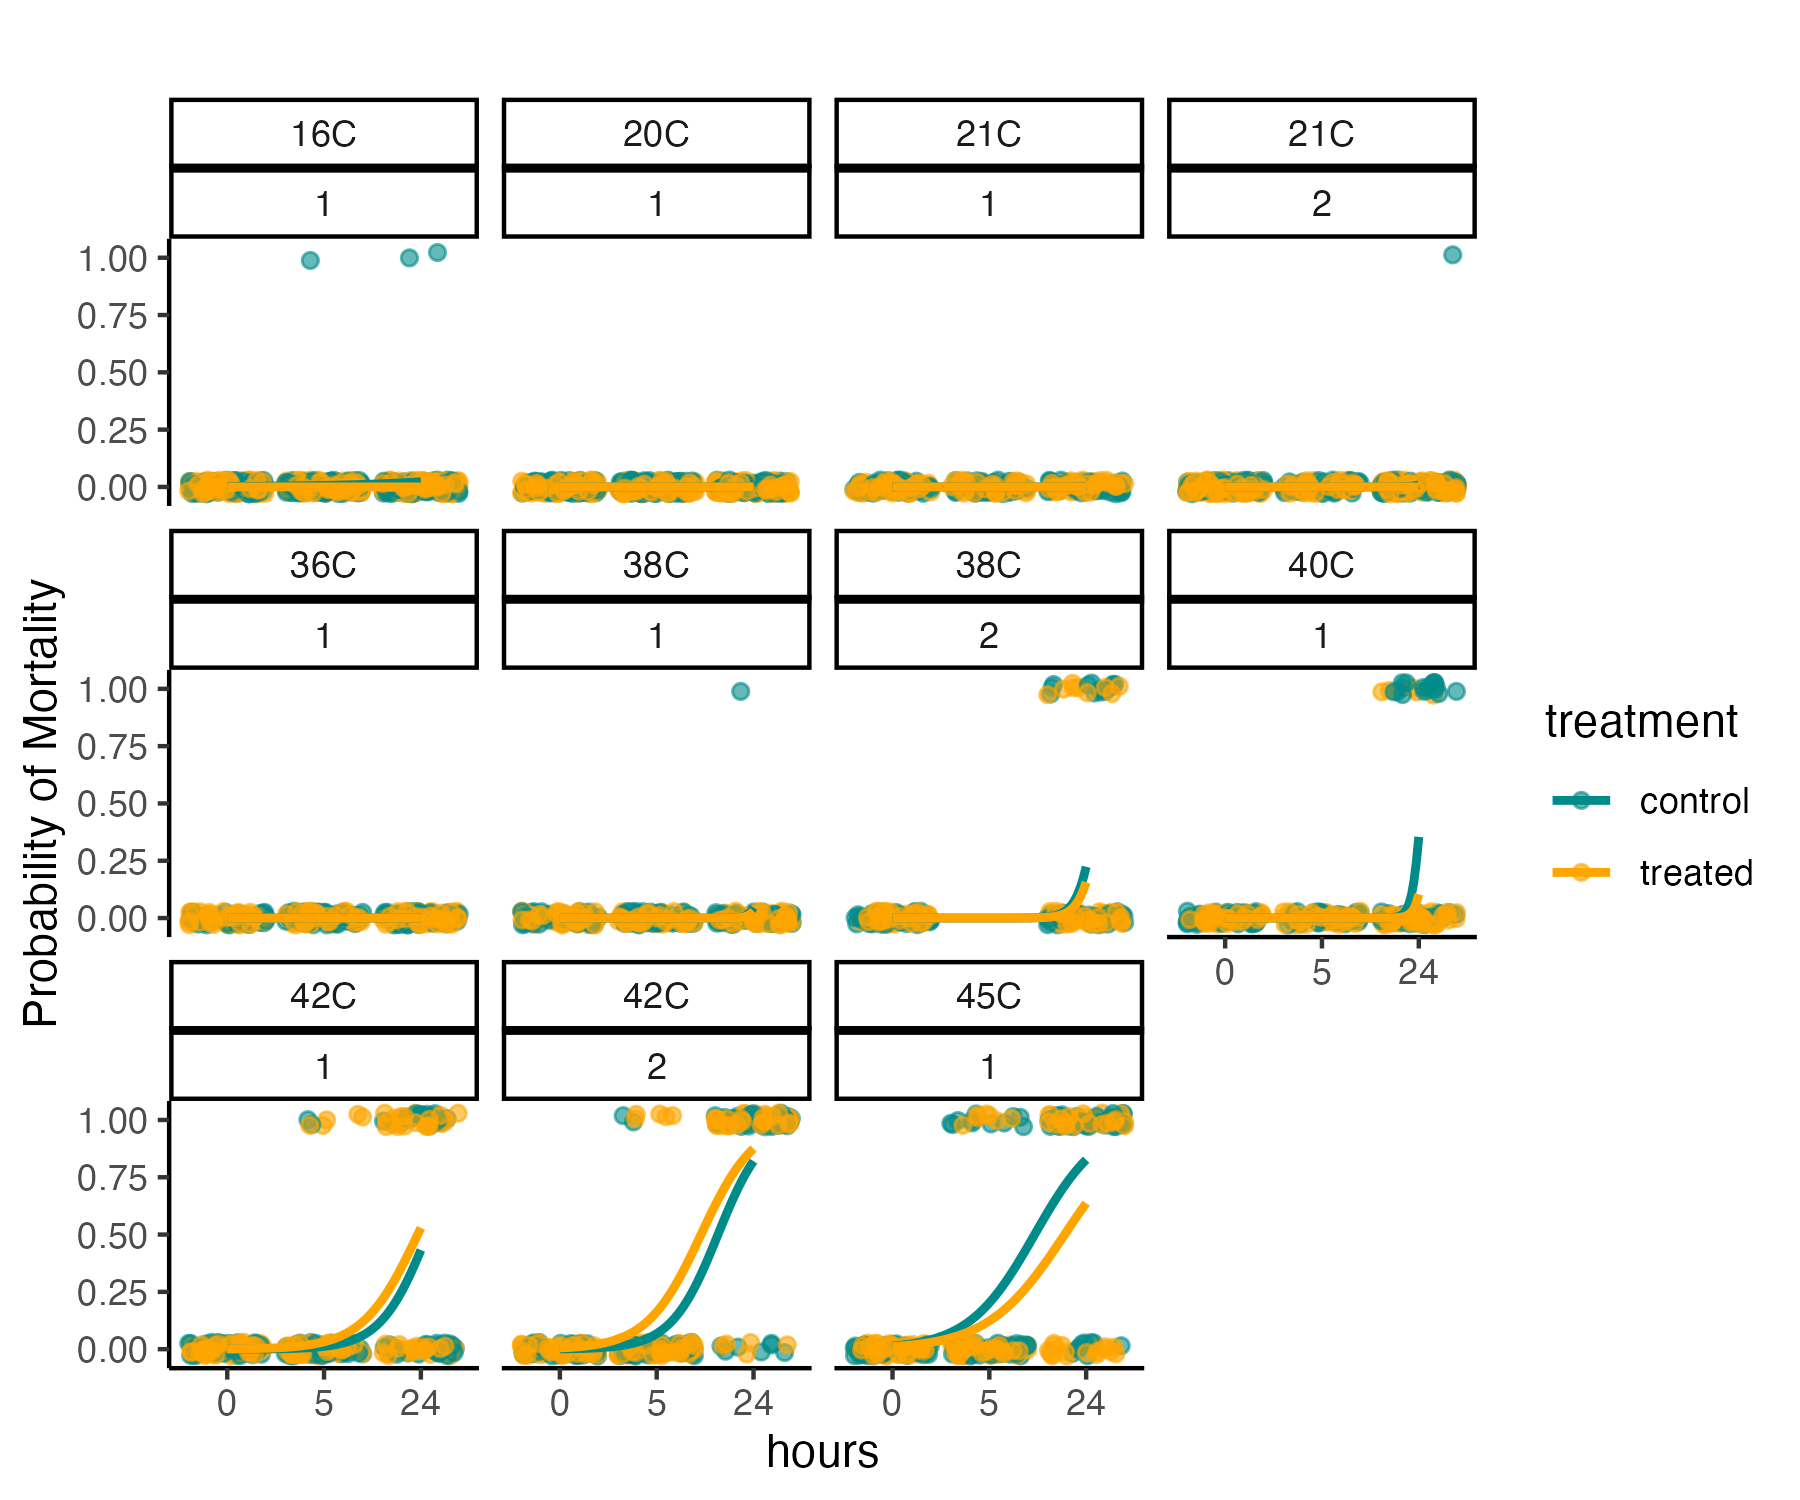 16C 20C 21C 21C
1 1 1 2
1.00
0.75
0.50
0.25
0.00
36C 38C 38C 40C
1 1 2 1
1.00
0.75
0.50
0.25
0.00
0 5 24
42C 42C 45C
1 2 1
1.00
0.75
0.50
0.25
0.00
0 5 24 0 5 24 0 5 24
hours
Probability of Mortality
treatment
control
treated